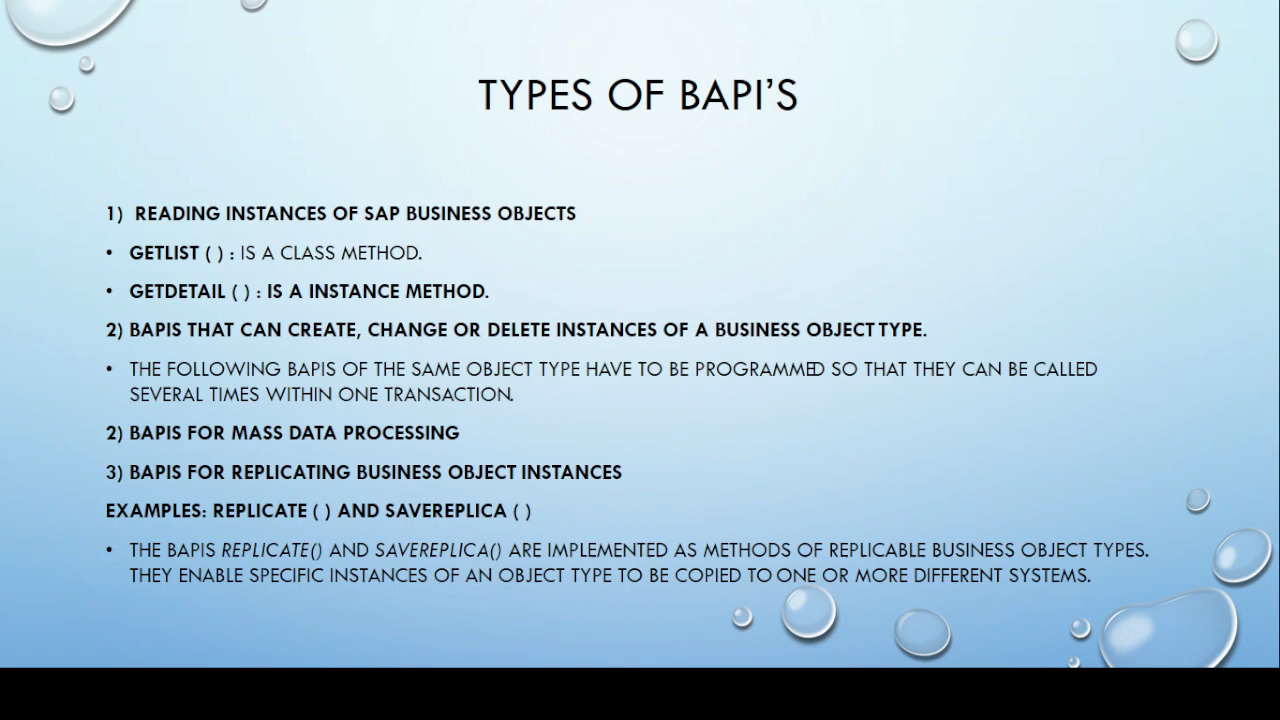 TYPES OF BAPI’S
1) READING INSTANCES OF SAP BUSINESS OBJECTS
• GETLIST ( ) : IS A CLASS METHOD.
• GETDETAIL ( ) : IS A INSTANCE METHOD.
2) BAPIS THAT CAN CREATE, CHANGE OR DELETE INSTANCES OF A BUSINESS OBJECT TYPE.
• THE FOLLOWING BAPIS OF THE SAME OBJECT TYPE HAVE TO BE PROGRAMMED SO THAT THEY CAN BE CALLED
SEVERAL TIMES WITHIN ONE TRANSACTION.
2) BAPIS FOR MASS DATA PROCESSING
3) BAPIS FOR REPLICATING BUSINESS OBJECT INSTANCES
EXAMPLES: REPLICATE ( ) AND SAVEREPLICA ( )
• THE BAPIS REPLICATE() AND SAVEREPLICA() ARE IMPLEMENTED AS METHODS OF REPLICABLE BUSINESS OBJECT TYPES.
THEY ENABLE SPECIFIC INSTANCES OF AN OBJECT TYPE TO BE COPIED TO ONE OR MORE DIFFERENT SYSTEMS.